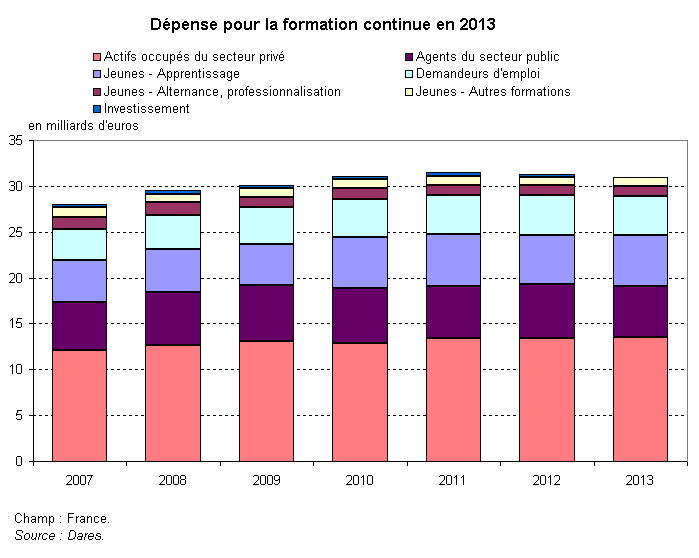 Dépense pour la formation continue en 2013
Actifs occupés du secteur privé
Agents du secteur public
Jeunes - Apprentissage
Demandeurs d'emploi
Jeunes - Alternance, professionnalisation
Jeunes - Autres formations
Investissement
en milliards d'euros
35
30
25
20
15
10
5
0
2007 2008 2009 2010 2011 2012 2013
Champ : France.
Source : Dares.